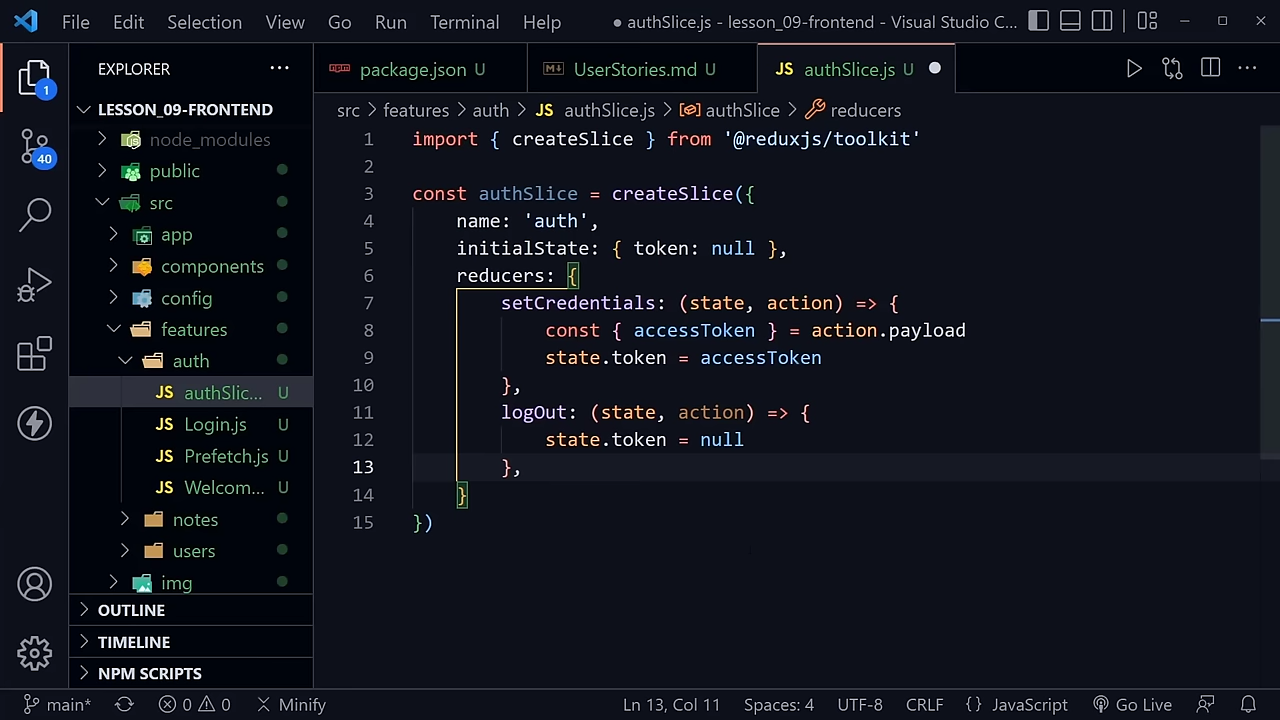 File Edit Selection View Go Run Terminal Help ● authSlice.js - lesson_09-frontend - Visual Studio C...
EXPLORER ...
package.json U UserStories.md U JS authSlice.js U
LESSON_09-FRONTEND
src > features > auth > JS authSlice.js > authSlice > reducers
1
40
node_modules
public
src
app
components
config
features
auth
JS authSlic... U
JS Login.js U
JS Prefetch.js U
JS Welcom... U
notes
users
img
OUTLINE
TIMELINE
NPM SCRIPTS
1 import { createSlice } from '@reduxjs/toolkit'
2
3 const authSlice = createSlice({
4 name: 'auth',
5 initialState: { token: null },
6 reducers: {
7 setCredentials: (state, action) => {
8 const { accessToken } = action.payload
9 state.token = accessToken
10 },
11 logOut: (state, action) => {
12 state.token = null
13 },
14 }
15 })
main* 0 0 Minify Ln 13, Col 11 Spaces: 4 UTF-8 CRLF {} JavaScript Go Live